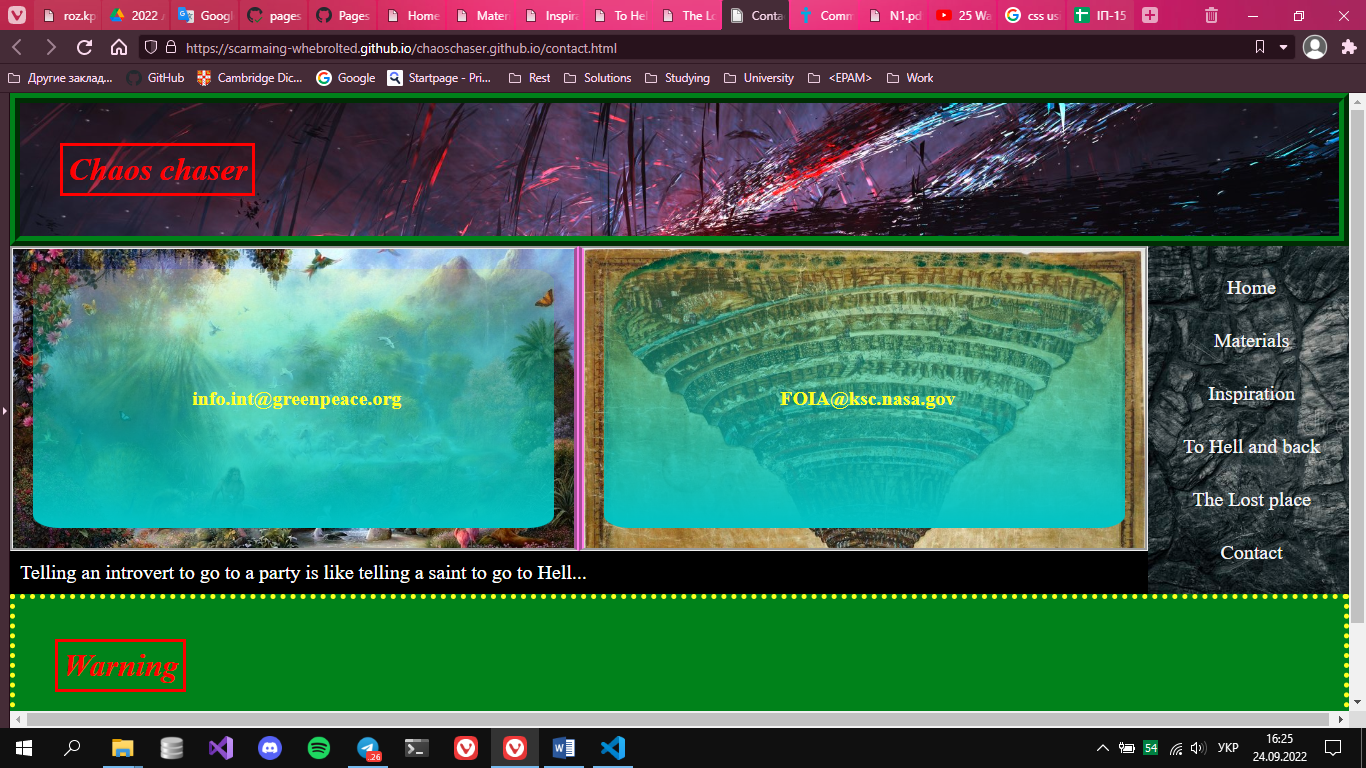 roz.kp
2022
Googl
pages
Pages
Home
Mater
Inspira
To Hel
The Lo
Conta
Comm
N1.pd
25 Wa
css usi
ІП-15
https://scarmaing-whebrolted.github.io/chaoschaser.github.io/contact.html
Другие заклад...
GitHub
Cambridge Dic...
Google
Startpage - Pri...
Rest
Solutions
Studying
University
<EPAM>
Work
Chaos chaser
info.int@greenpeace.org
FOIA@ksc.nasa.gov
Home
Materials
Inspiration
To Hell and back
The Lost place
Contact
Telling an introvert to go to a party is like telling a saint to go to Hell...
Warning
26
54
УКР
16:25
24.09.2022